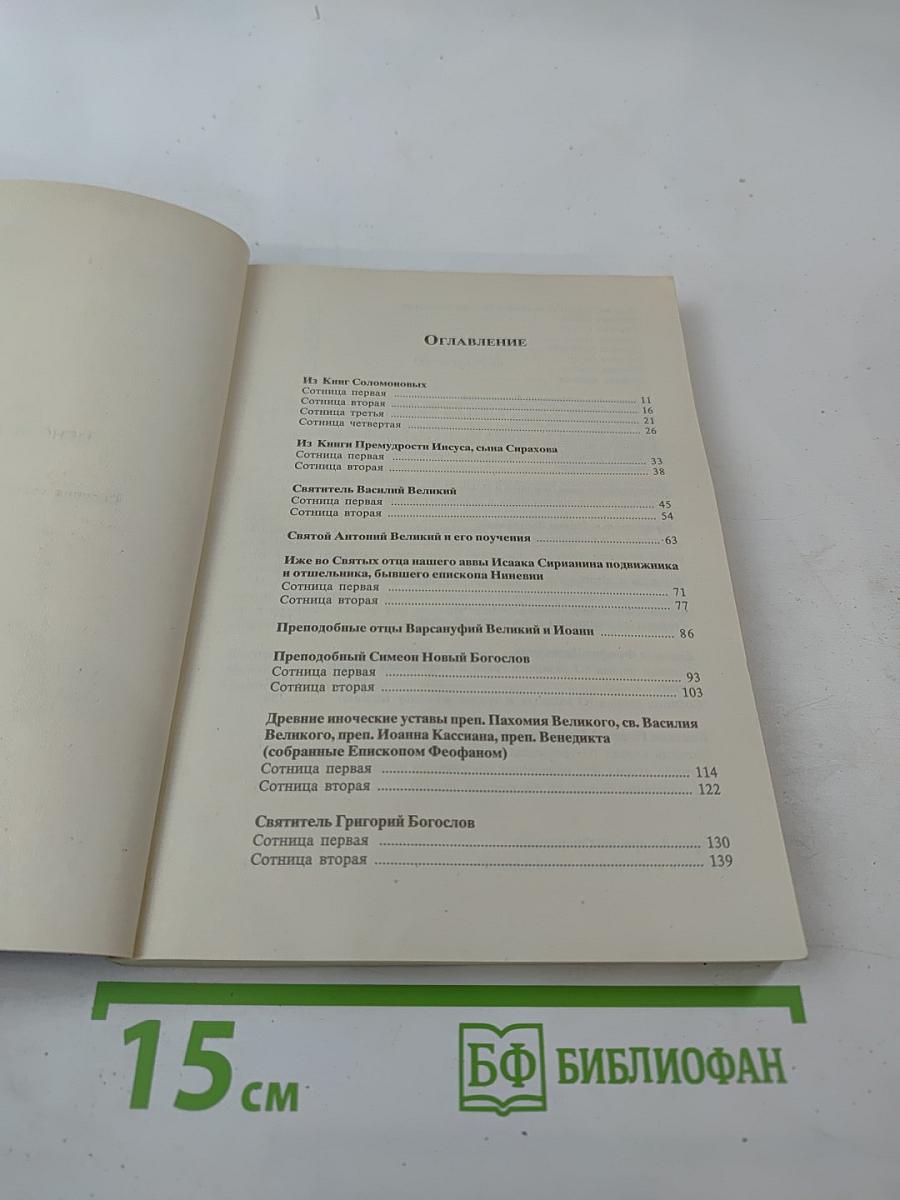 ОГЛАВЛЕНИЕ
Из Книг Соломоновых
Сотница первая ........ 11
Сотница вторая ........ 16
Сотница третья ........ 21
Сотница четвертая ........ 26
Из Книги Премудрости Иисуса, сына Сирахова
Сотница первая ........ 33
Сотница вторая ........ 38
Святитель Василий Великий
Сотница первая ........ 45
Сотница вторая ........ 54
Святой Антоний Великий и его поучения ........ 63
Иже во Святых отца нашего аввы Исаака Сирианина подвижника
и отшельника, бывшего епископа Ниневии
Сотница первая ........ 71
Сотница вторая ........ 77
Преподобные отцы Варсануфий Великий и Иоанн ........ 86
Преподобный Симеон Новый Богослов
Сотница первая ........ 93
Сотница вторая ........ 103
Древние иноческие уставы преп. Пахомия Великого, св. Василия
Великого, преп. Иоанна Кассиана, преп. Венедикта
(собранные Епископом Феофаном)
Сотница первая ........ 114
Сотница вторая ........ 122
Святитель Григорий Богослов
Сотница первая ........ 130
Сотница вторая ........ 139
15 см
БФ БИБЛИОФАН